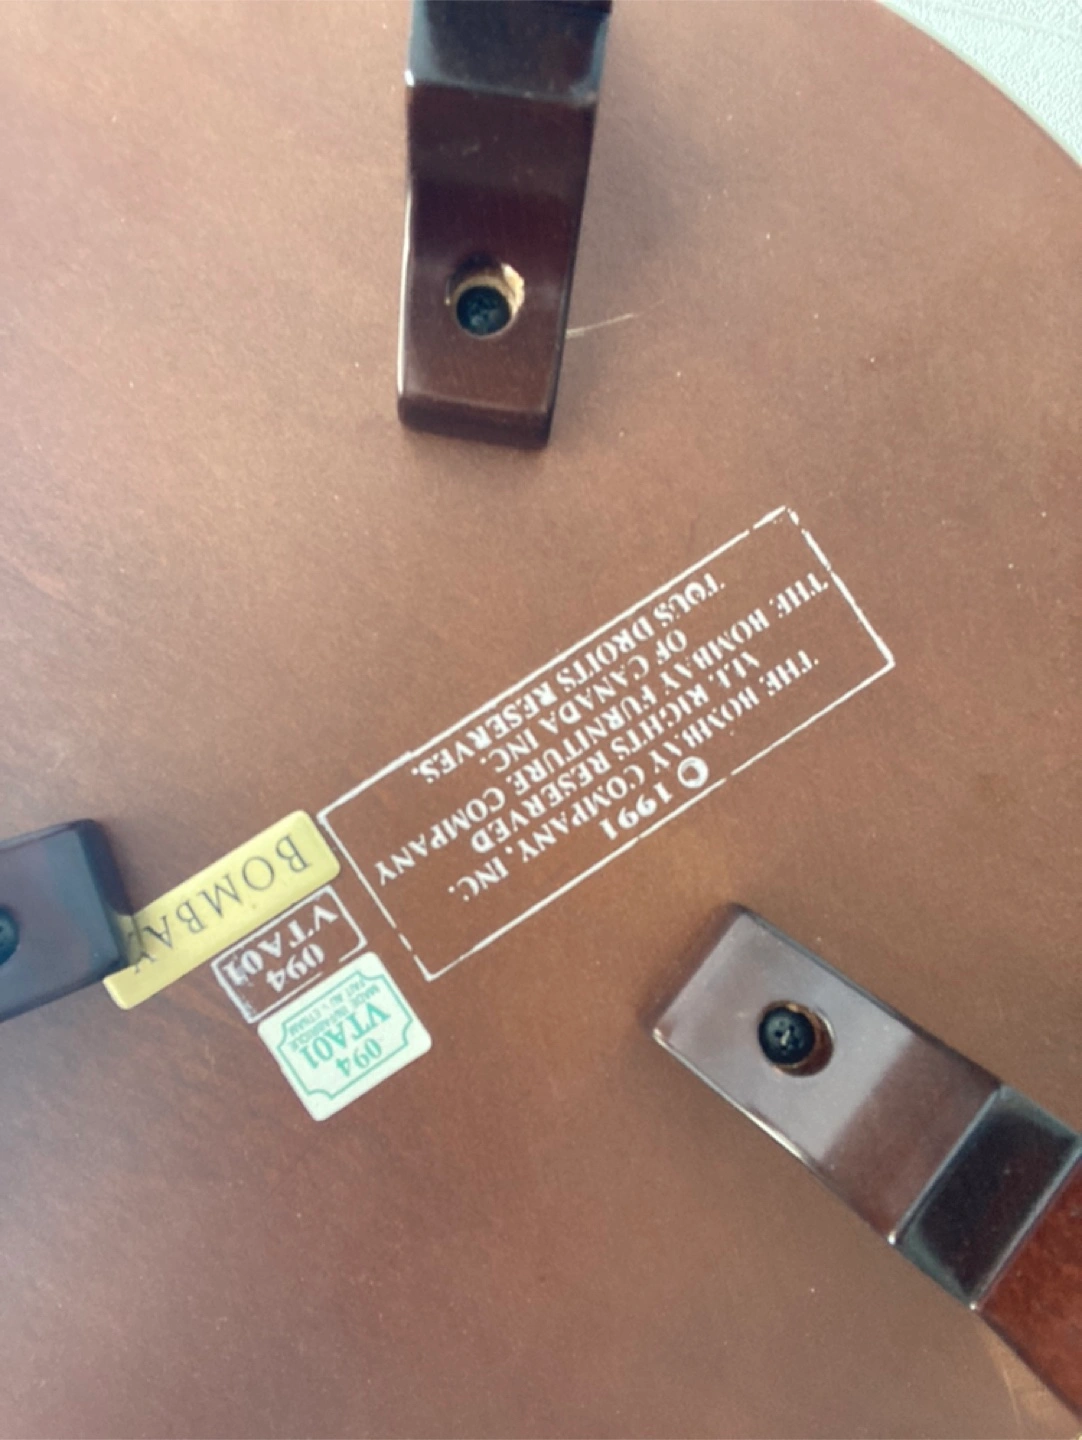 © 1991
THE BOMBAY COMPANY, INC.
ALL RIGHTS RESERVED
THE BOMBAY FURNITURE COMPANY
OF CANADA INC.
TOUS DROITS RESERVES.
BOMBAY
094
VTA01
094
VTA01